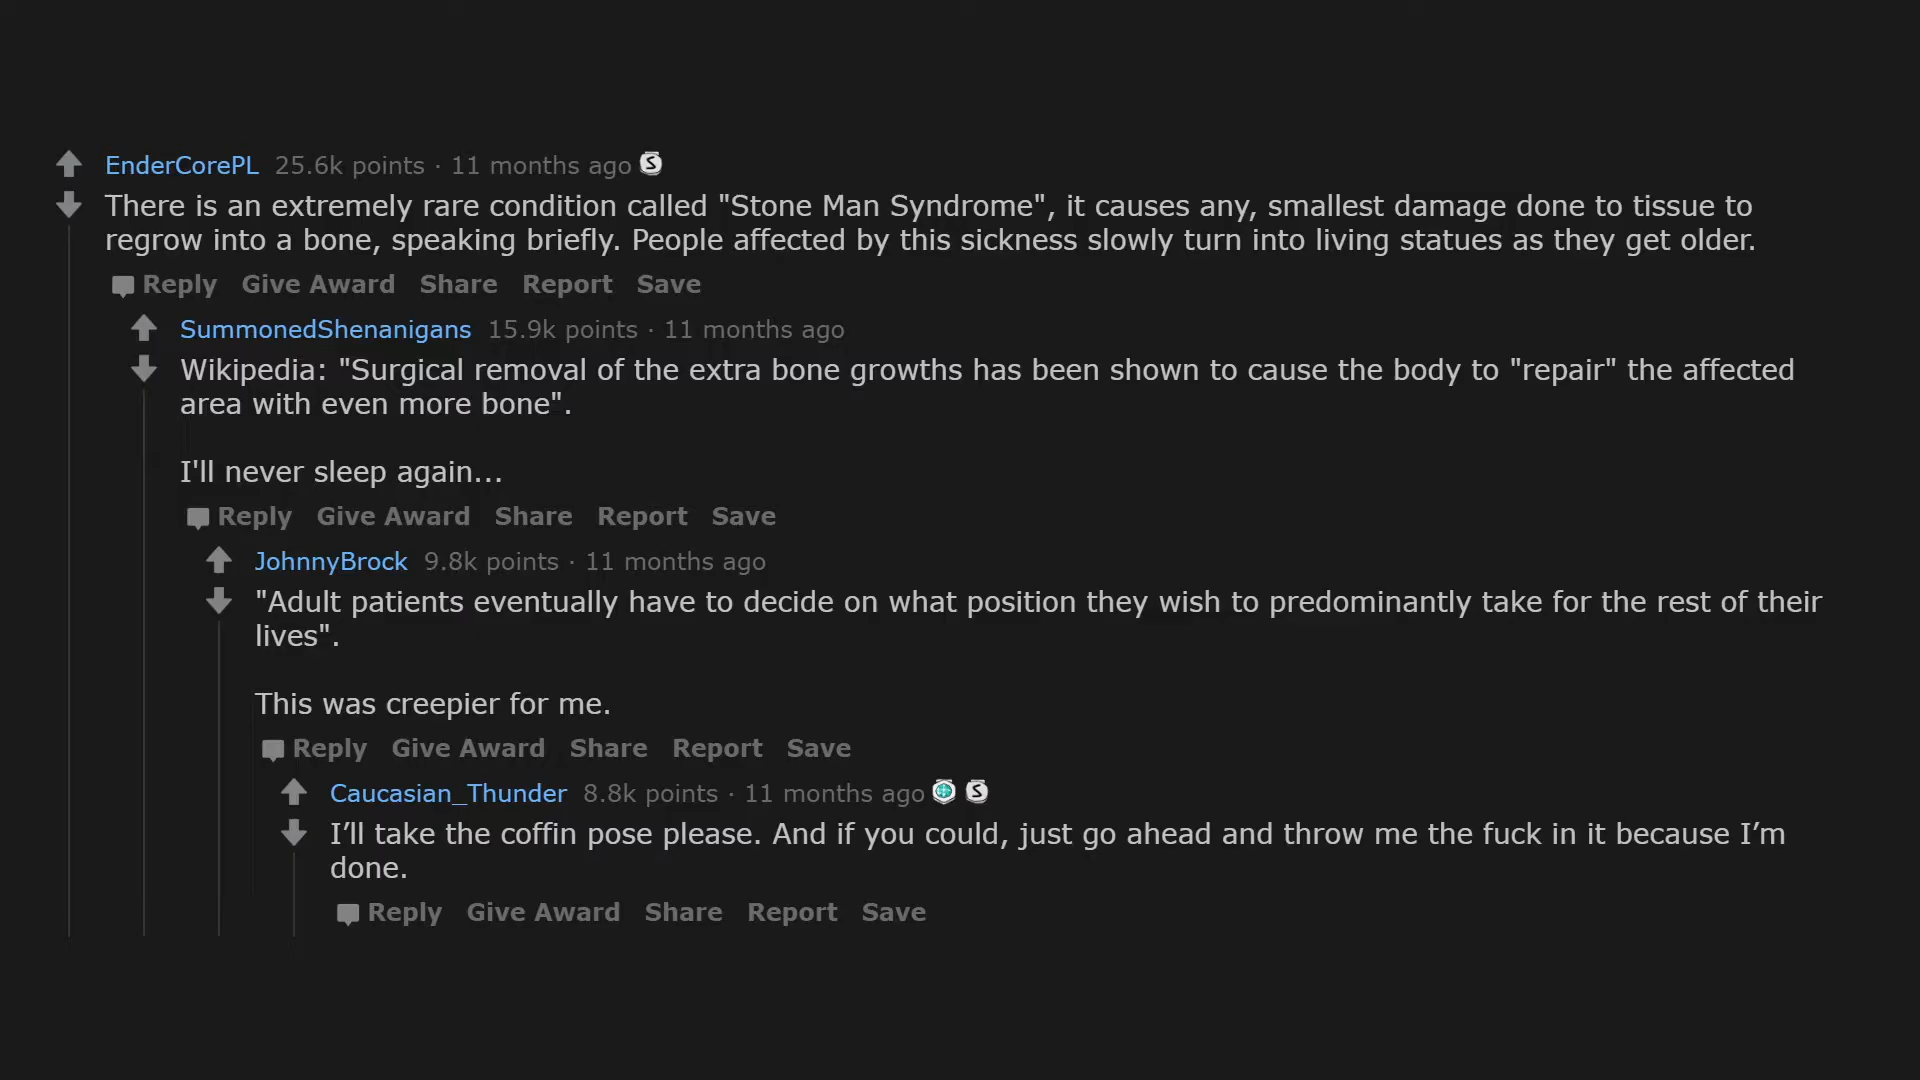 EnderCorePL 25.6k points · 11 months ago S
There is an extremely rare condition called "Stone Man Syndrome", it causes any, smallest damage done to tissue to
regrow into a bone, speaking briefly. People affected by this sickness slowly turn into living statues as they get older.
Reply Give Award Share Report Save
SummonedShenanigans 15.9k points · 11 months ago
Wikipedia: "Surgical removal of the extra bone growths has been shown to cause the body to "repair" the affected
area with even more bone".
I'll never sleep again...
Reply Give Award Share Report Save
JohnnyBrock 9.8k points · 11 months ago
"Adult patients eventually have to decide on what position they wish to predominantly take for the rest of their
lives".
This was creepier for me.
Reply Give Award Share Report Save
Caucasian_Thunder 8.8k points · 11 months ago S
I’ll take the coffin pose please. And if you could, just go ahead and throw me the fuck in it because I’m
done.
Reply Give Award Share Report Save